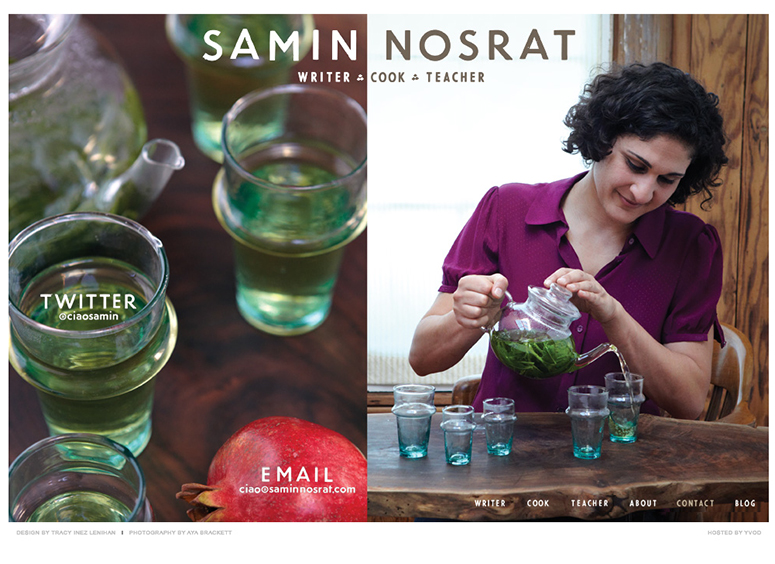 SAMIN NOSRAT
WRITER COOK TEACHER
TWITTER
@ciaosamin
EMAIL
ciao@saminnosrat.com
WRITER COOK TEACHER ABOUT CONTACT BLOG
DESIGN BY TRACY INEZ LENIHAN | PHOTOGRAPHY BY AYA BRACKETT
HOSTED BY